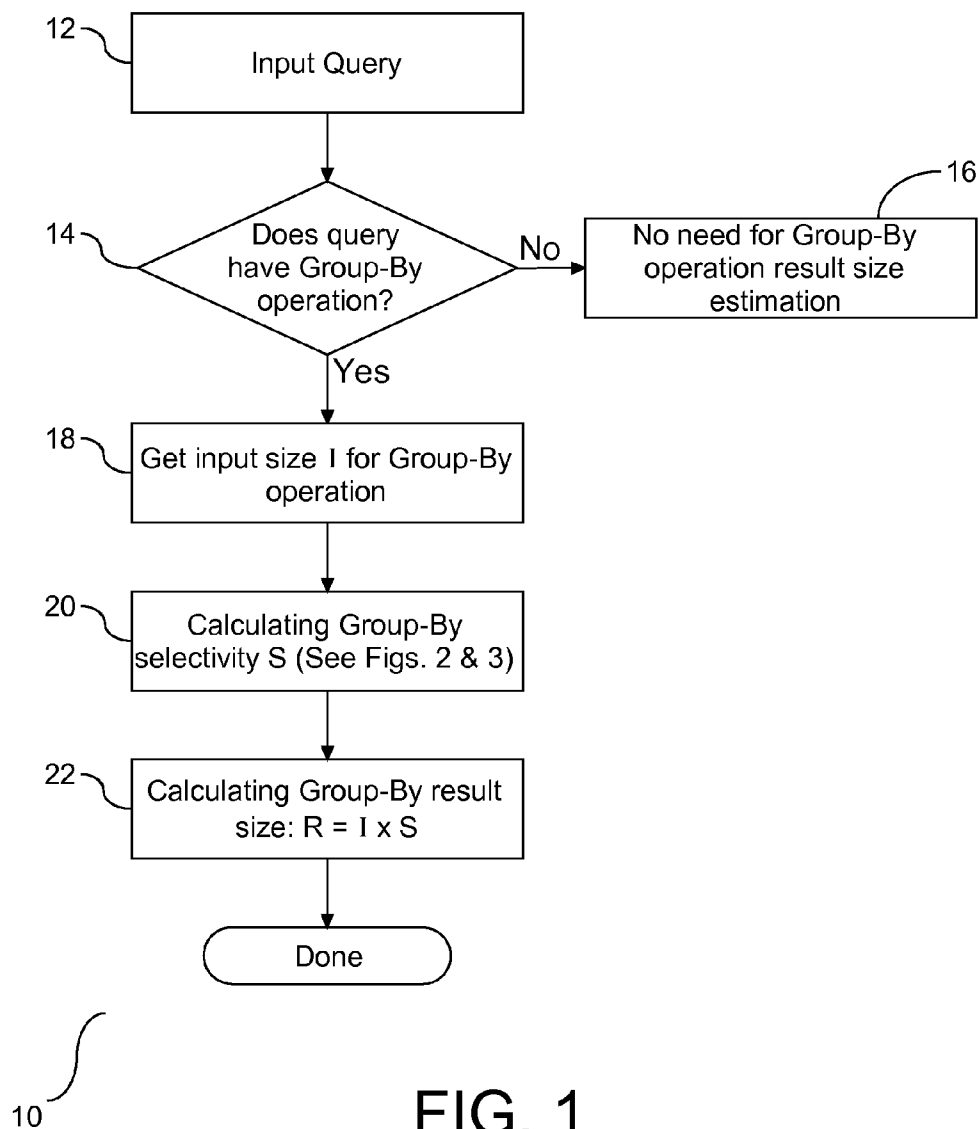 12
Input Query
16
14
Does query
have Group-By
operation?
No
No need for Group-By
operation result size
estimation
Yes
18
Get input size I for Group-By
operation
20
Calculating Group-By
selectivity S (See Figs. 2 & 3)
22
Calculating Group-By result
size: R = I x S
Done
10
FIG. 1